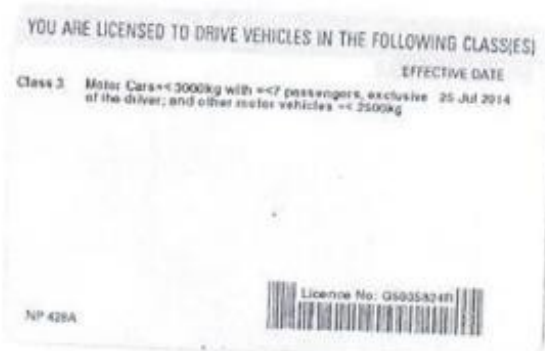 YOU ARE LICENSED TO DRIVE VEHICLES IN THE FOLLOWING CLASS(ES)
EFFECTIVE DATE
Class 3 Motor Cars=< 3000kg with =<7 passengers, exclusive 25 Jul 2014
of the driver; and other motor vehicles =< 2500kg
Licence No:
NP 428A